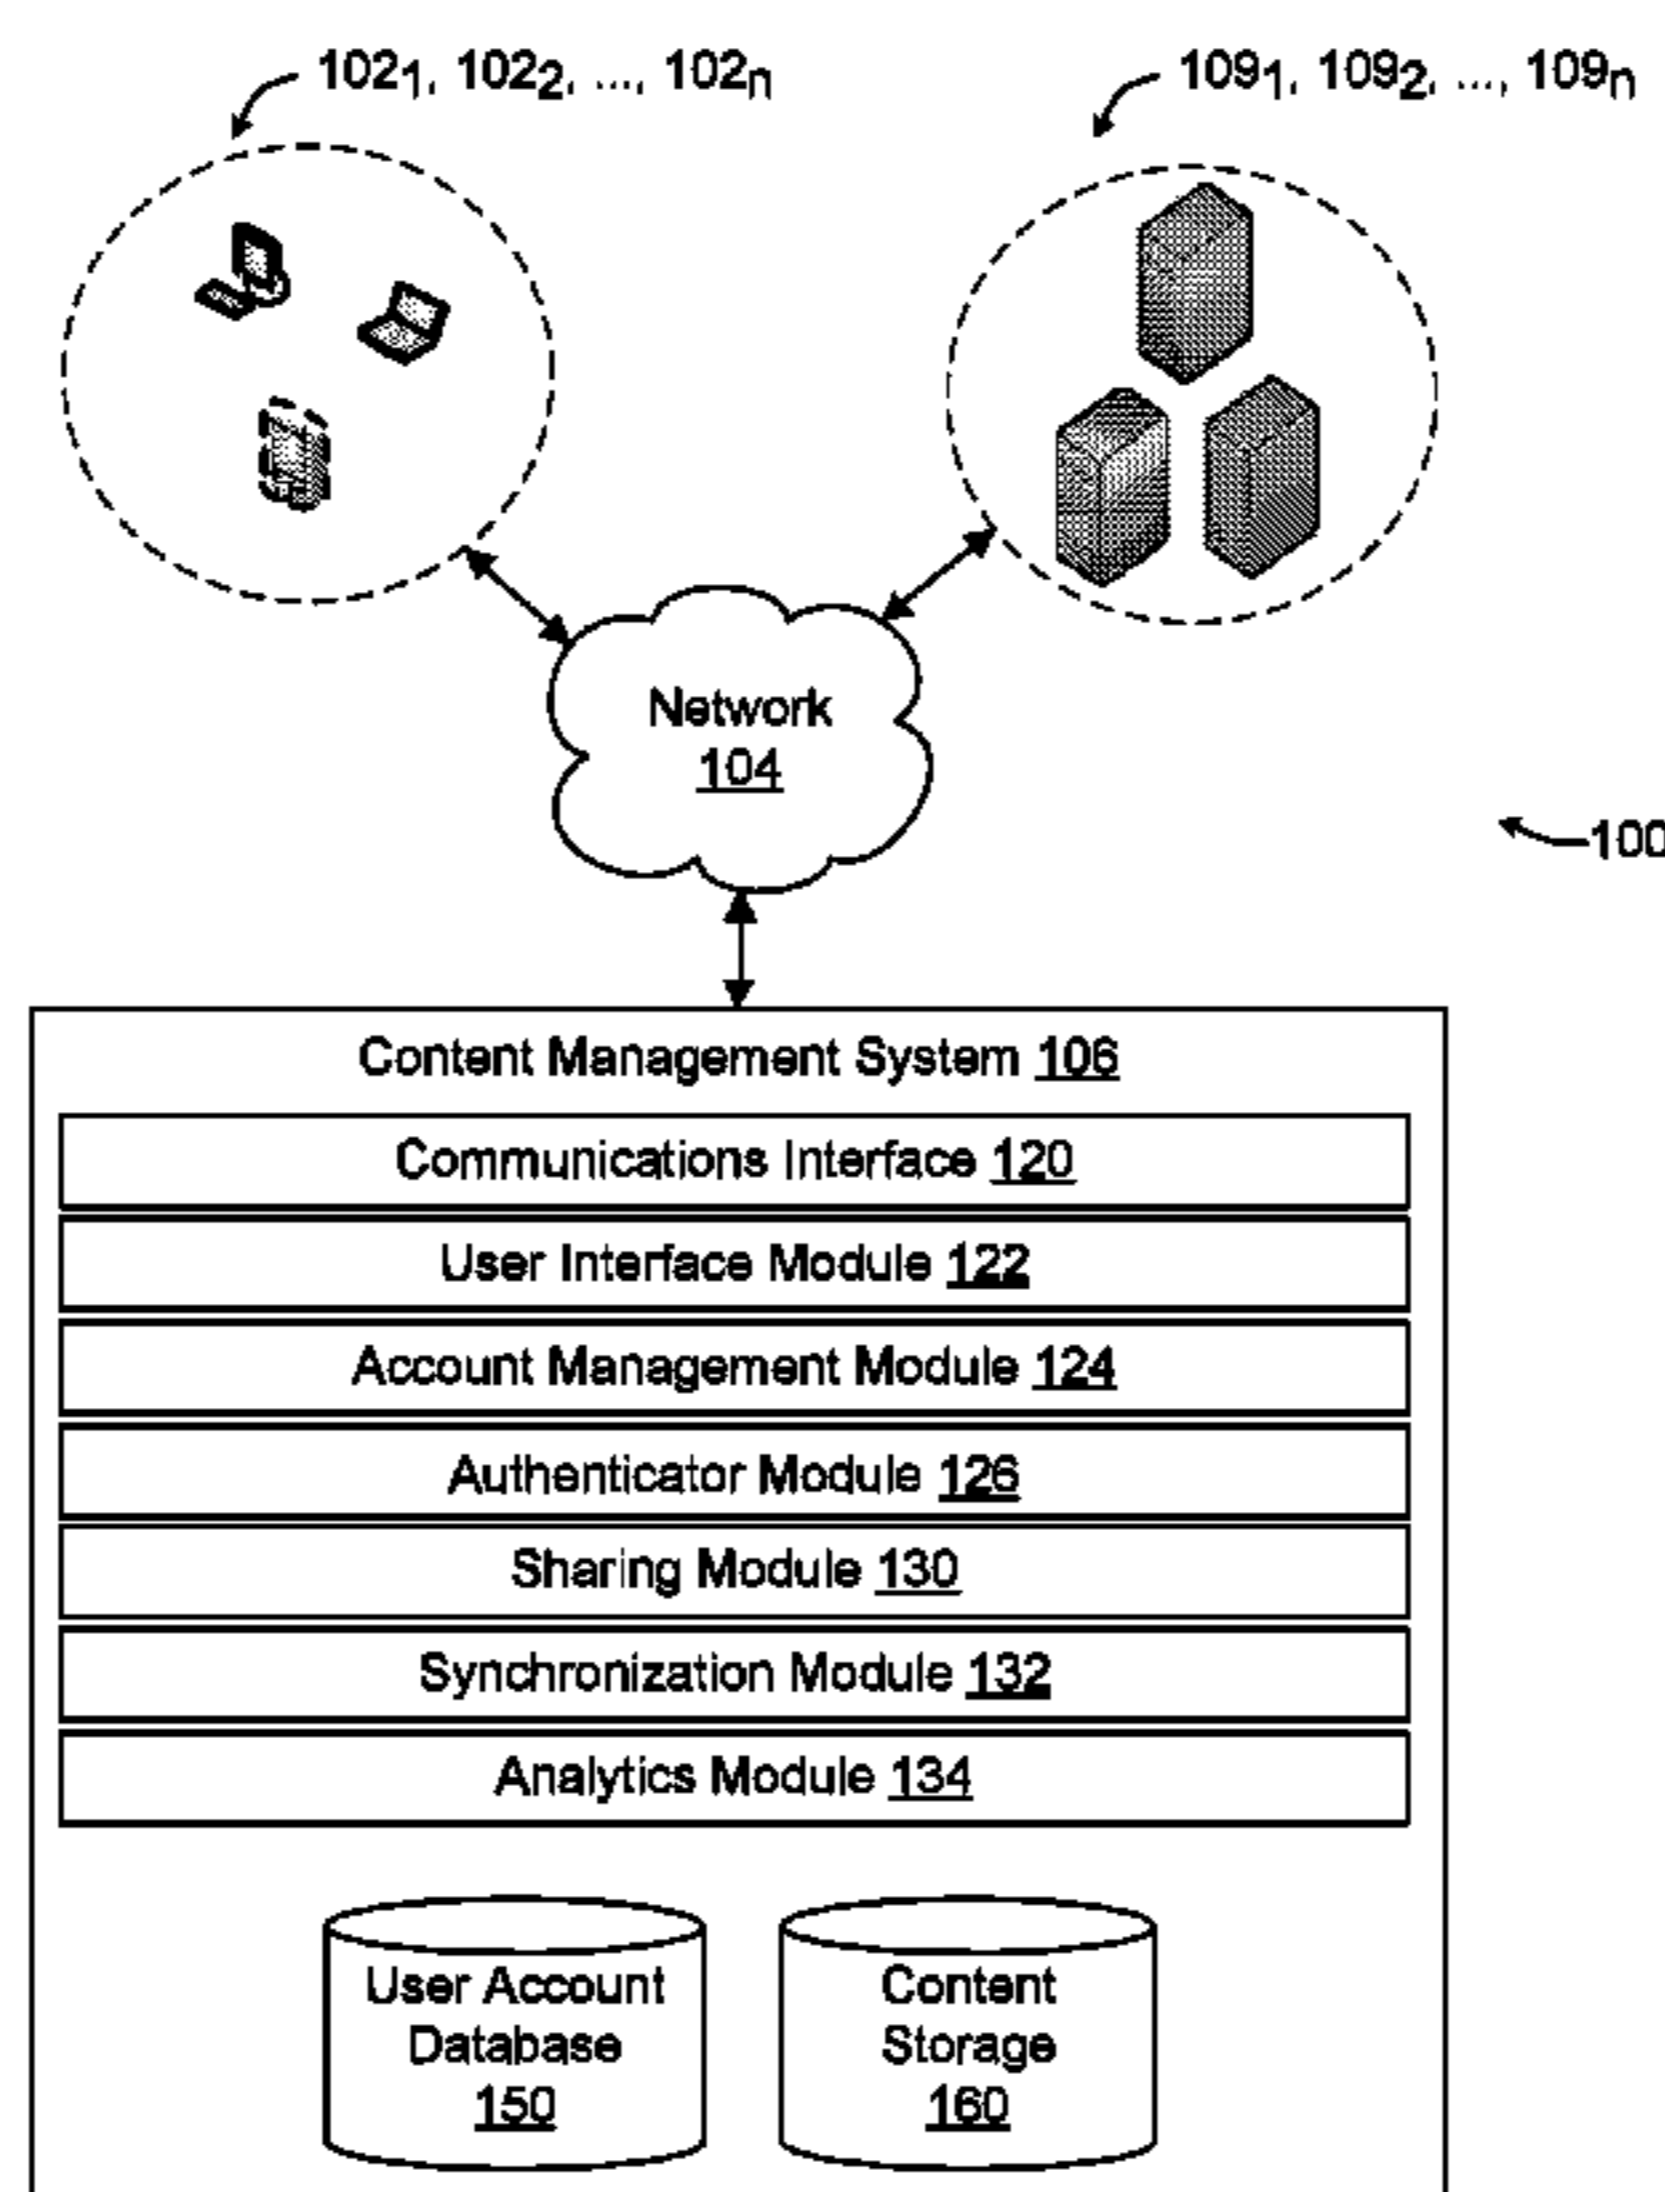 102₁, 102₂, ..., 102ₙ
109₁, 109₂, ..., 109ₙ
Network
104
100
Content Management System 106
Communications Interface 120
User Interface Module 122
Account Management Module 124
Authenticator Module 126
Sharing Module 130
Synchronization Module 132
Analytics Module 134
User Account
Database
150
Content
Storage
160